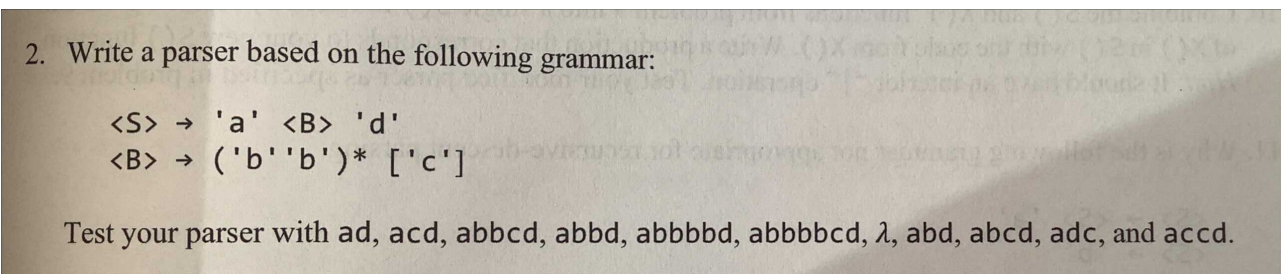 2. Write a parser based on the following grammar:
<S> → 'a' <B> 'd'
<B> → ('b''b')* ['c']
Test your parser with ad, acd, abbcd, abbd, abbbbd, abbbbcd, λ, abd, abcd, adc, and accd.